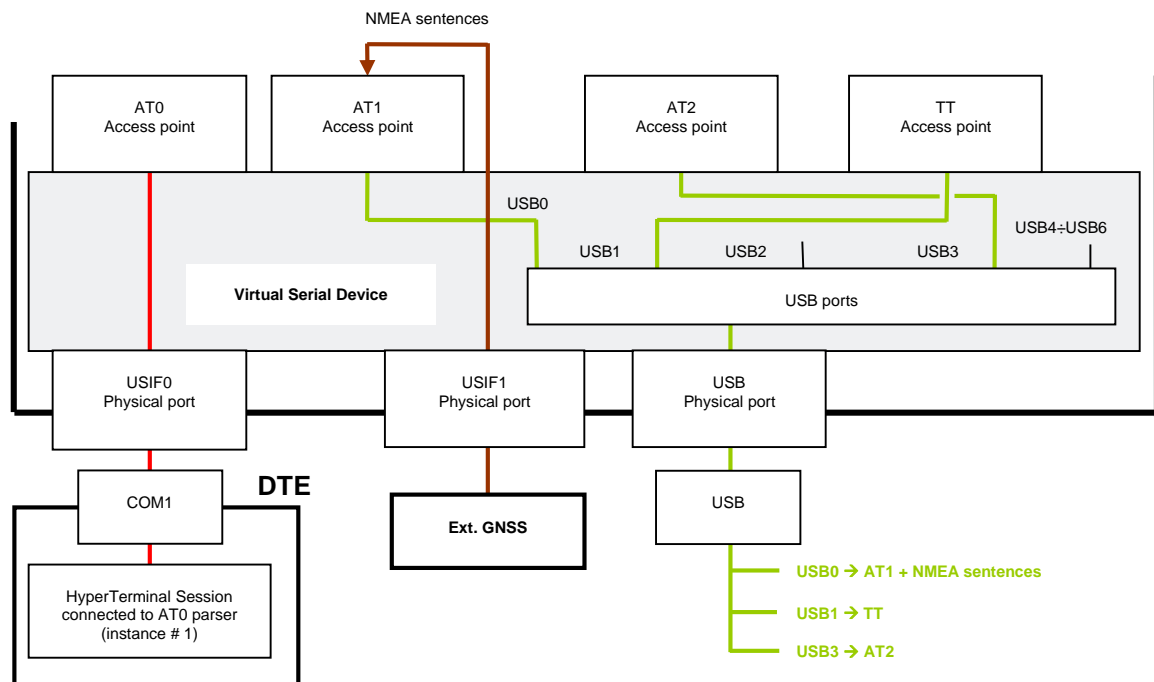 NMEA sentences
AT0
Access point
AT1
Access point
AT2
Access point
TT
Access point
USB0
USB1
USB2
USB3
USB4÷USB6
Virtual Serial Device
USB ports
USIF0
Physical port
USIF1
Physical port
USB
Physical port
COM1
DTE
Ext. GNSS
USB
HyperTerminal Session
connected to AT0 parser
(instance # 1)
USB0 → AT1 + NMEA sentences
USB1 → TT
USB3 → AT2